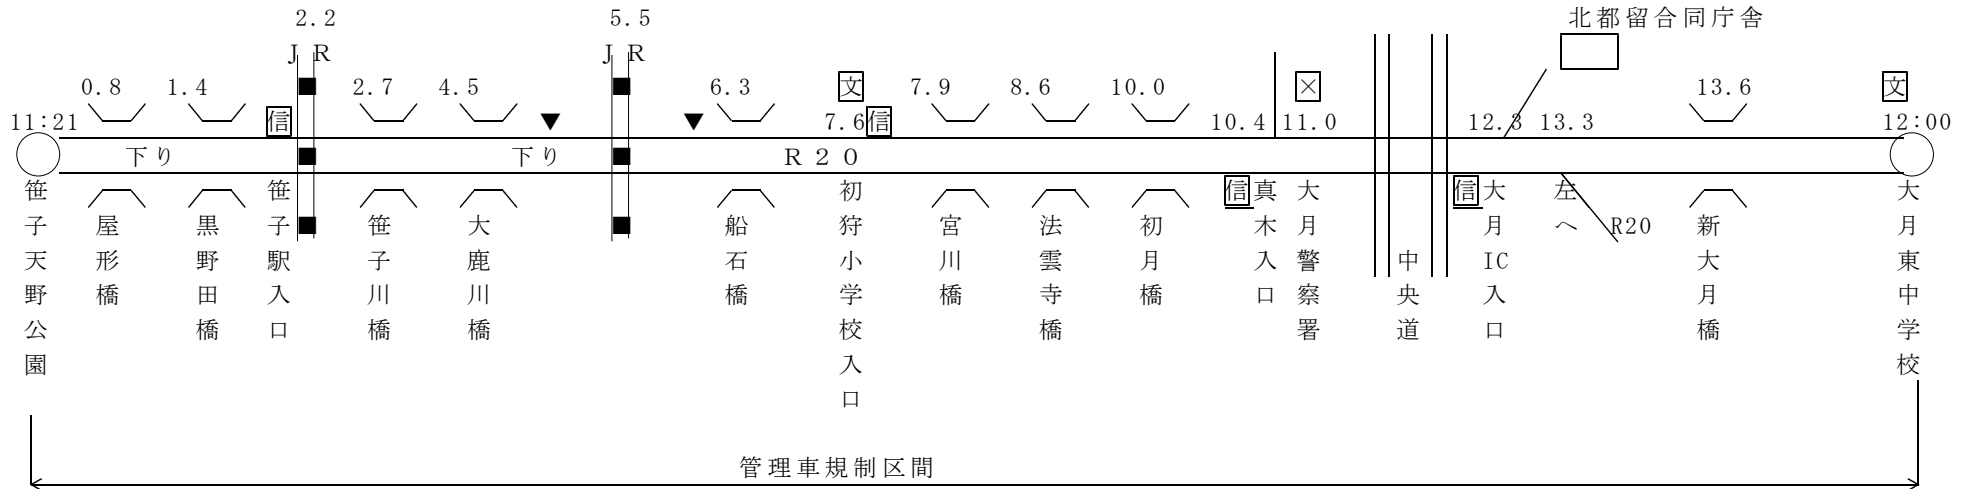 2.2
5.5
北都留合同庁舎
JR
JR
0.8
1.4
2.7
4.5
6.3
文
7.9
8.6
10.0
×
13.6
文
11:21
信
7.6
信
10.4
11.0
12.3
13.3
12:00
下り
下り
R20
笹子天野公園
屋形橋
黒野田橋
笹子駅入口
笹子川橋
大鹿川橋
船石橋
初狩小学校入口
宮川橋
法雲寺橋
初月橋
信
真木入口
大月警察署
中央道
信
大月IC入口
左へ
R20
新大月橋
大月東中学校
管理車規制区間